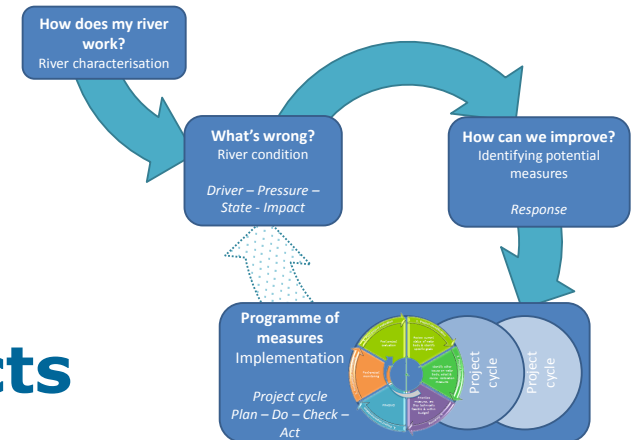 How does my river
work?
River characterisation
What's wrong?
River condition
Driver – Pressure –
State - Impact
How can we improve?
Identifying potential
measures
Response
Programme of
measures
Implementation
Project cycle
Plan – Do – Check –
Act
Project
cycle
Project
cycle
cts